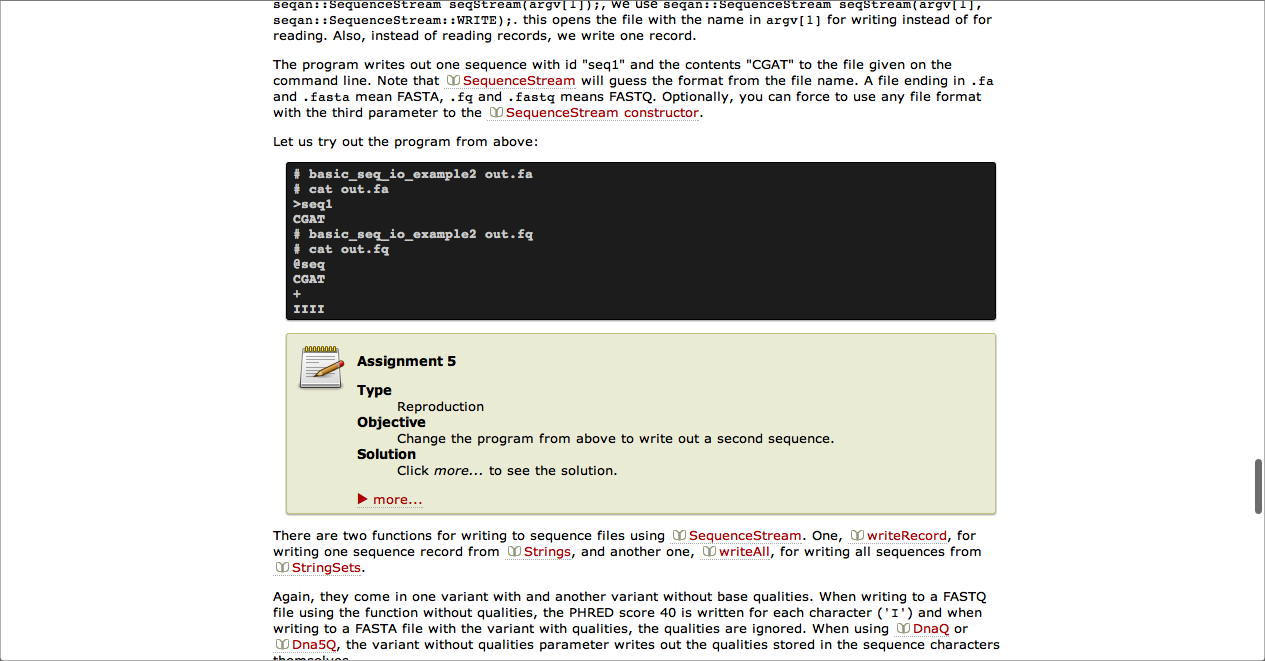 seqan::SequenceStream seqStream(argv[1]);, we use seqan::SequenceStream seqStream(argv[1],
seqan::SequenceStream::WRITE);. this opens the file with the name in argv[1] for writing instead of for
reading. Also, instead of reading records, we write one record.
The program writes out one sequence with id "seq1" and the contents "CGAT" to the file given on the
command line. Note that SequenceStream will guess the format from the file name. A file ending in .fa
and .fasta mean FASTA, .fq and .fastq means FASTQ. Optionally, you can force to use any file format
with the third parameter to the SequenceStream constructor.
Let us try out the program from above:
# basic_seq_io_example2 out.fa
# cat out.fa
>seq1
CGAT
# basic_seq_io_example2 out.fq
# cat out.fq
@seq
CGAT
+
IIII
Assignment 5
Type
Reproduction
Objective
Change the program from above to write out a second sequence.
Solution
Click more... to see the solution.
more...
There are two functions for writing to sequence files using SequenceStream. One, writeRecord, for
writing one sequence record from Strings, and another one, writeAll, for writing all sequences from
StringSets.
Again, they come in one variant with and another variant without base qualities. When writing to a FASTQ
file using the function without qualities, the PHRED score 40 is written for each character ('I') and when
writing to a FASTA file with the variant with qualities, the qualities are ignored. When using DnaQ or
Dna5Q, the variant without qualities parameter writes out the qualities stored in the sequence characters
themselves.